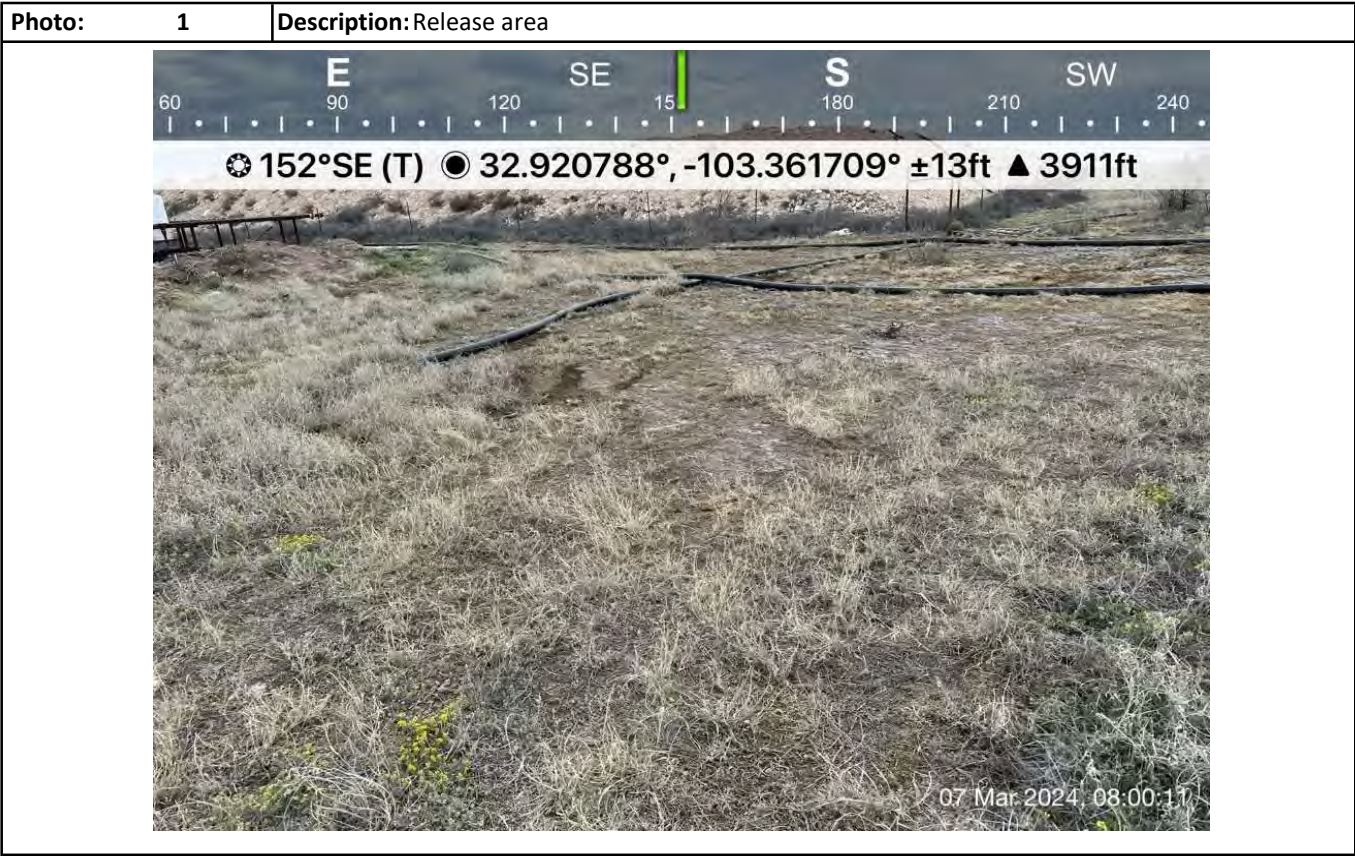 Photo: 1 Description: Release area
E SE S SW
60 90 120 15 180 210 240
152°SE (T) 32.920788°, -103.361709° ±13ft ▲ 3911ft
07 Mar 2024, 08:00:11